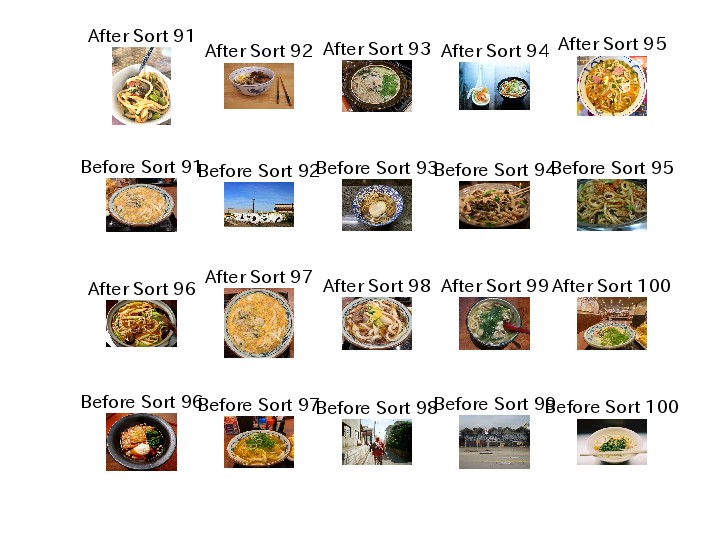 After Sort 91
After Sort 92
After Sort 93
After Sort 94
After Sort 95
Before Sort 91
Before Sort 92
Before Sort 93
Before Sort 94
Before Sort 95
After Sort 96
After Sort 97
After Sort 98
After Sort 99
After Sort 100
Before Sort 96
Before Sort 97
Before Sort 98
Before Sort 99
Before Sort 100